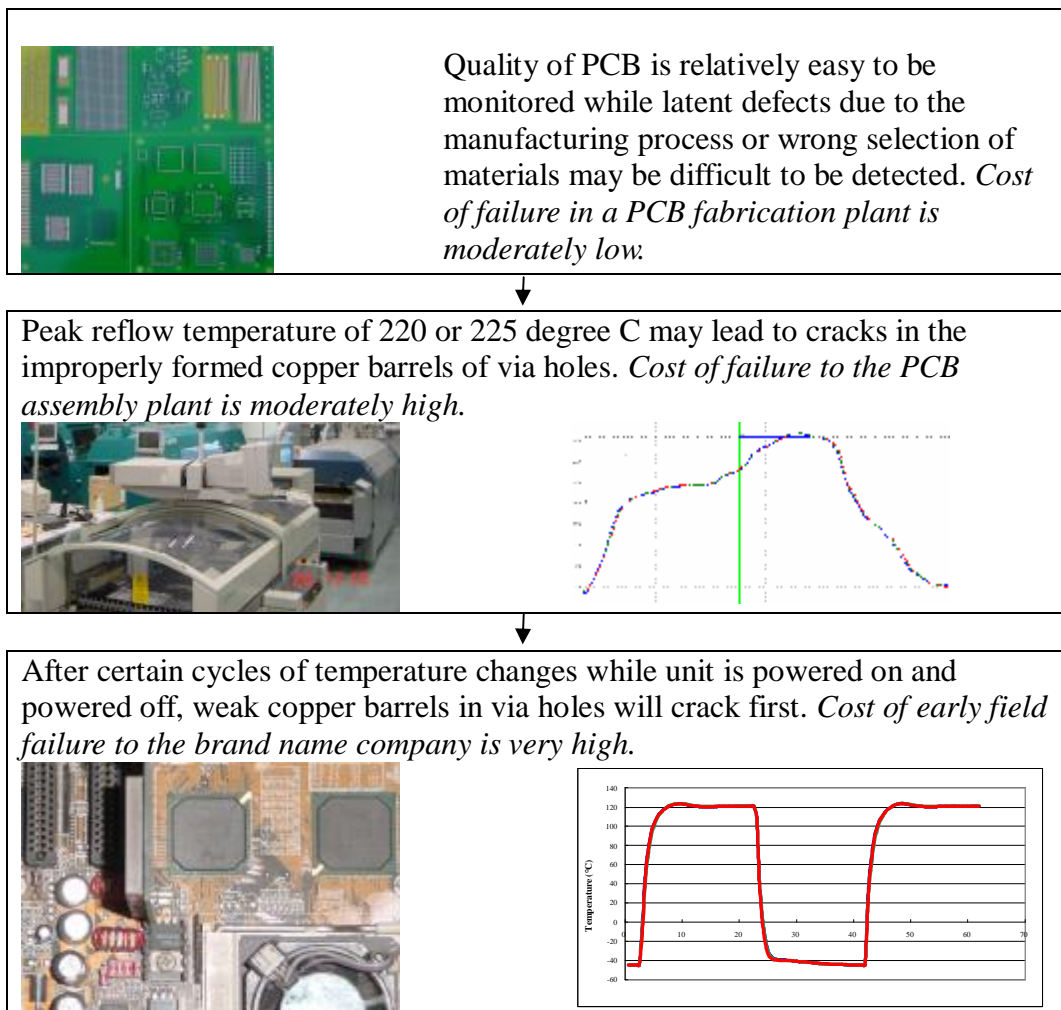 Quality of PCB is relatively easy to be
monitored while latent defects due to the
manufacturing process or wrong selection of
materials may be difficult to be detected. Cost
of failure in a PCB fabrication plant is
moderately low.
Peak reflow temperature of 220 or 225 degree C may lead to cracks in the
improperly formed copper barrels of via holes. Cost of failure to the PCB
assembly plant is moderately high.
After certain cycles of temperature changes while unit is powered on and
powered off, weak copper barrels in via holes will crack first. Cost of early field
failure to the brand name company is very high.
140
120
100
80
60
40
20
0
-20
-40
-60
0 10 20 30 40 50 60 70
Temperature (°C)